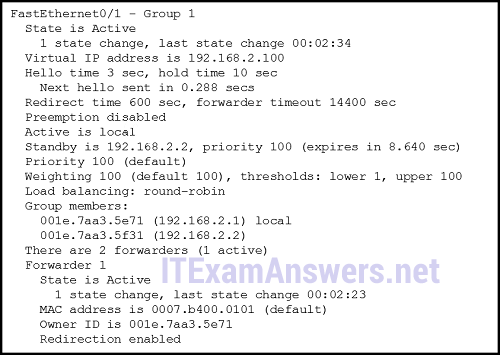 FastEthernet0/1 - Group 1
State is Active
1 state change, last state change 00:02:34
Virtual IP address is 192.168.2.100
Hello time 3 sec, hold time 10 sec
Next hello sent in 0.288 secs
Redirect time 600 sec, forwarder timeout 14400 sec
Preemption disabled
Active is local
Standby is 192.168.2.2, priority 100 (expires in 8.640 sec)
Priority 100 (default)
Weighting 100 (default 100), thresholds: lower 1, upper 100
Load balancing: round-robin
Group members:
001e.7aa3.5e71 (192.168.2.1) local
001e.7aa3.5f31 (192.168.2.2)
There are 2 forwarders (1 active)
Forwarder 1
ITExamAnswers.net
State is Active
1 state change, last state change 00:02:23
MAC address is 0007.b400.0101 (default)
Owner ID is 001e.7aa3.5e71
Redirection enabled